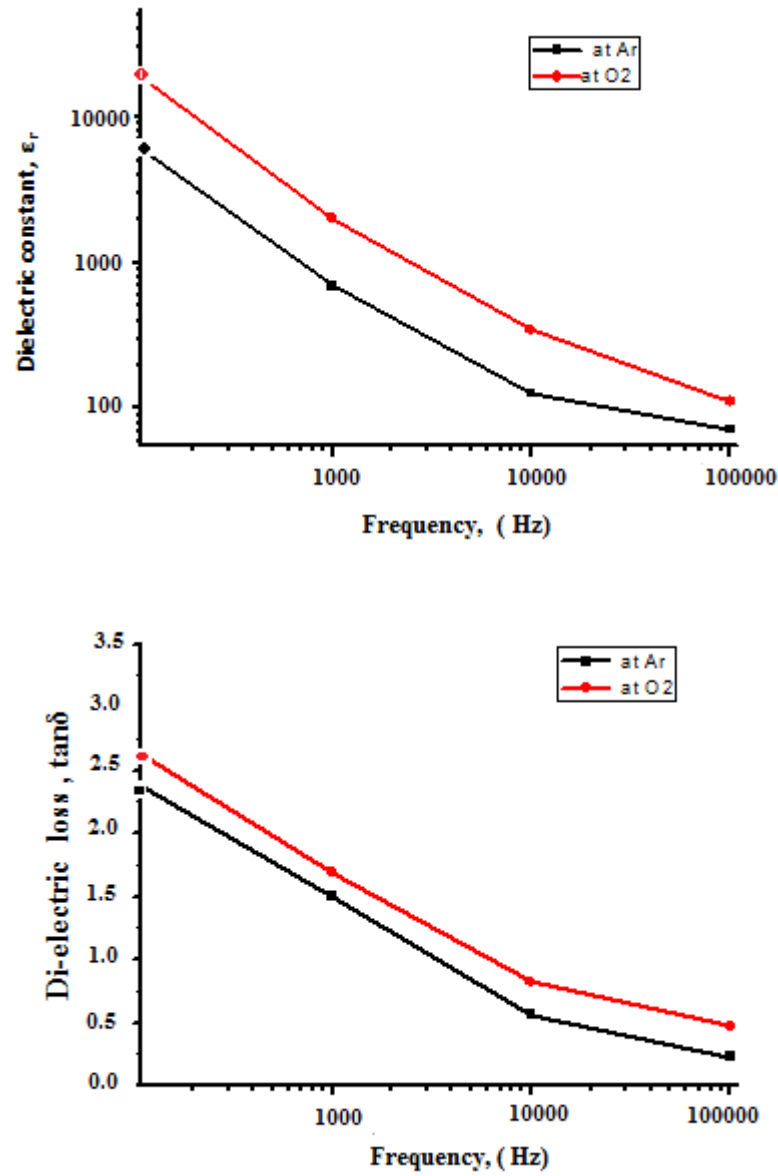 at Ar
at O2
10000
1000
100
Dielectric constant, εr
1000 10000 100000
Frequency, ( Hz)
at Ar
at O2
3.5
3.0
2.5
2.0
1.5
1.0
0.5
0.0
Di-electric loss , tanδ
1000 10000 100000
Frequency, ( Hz)